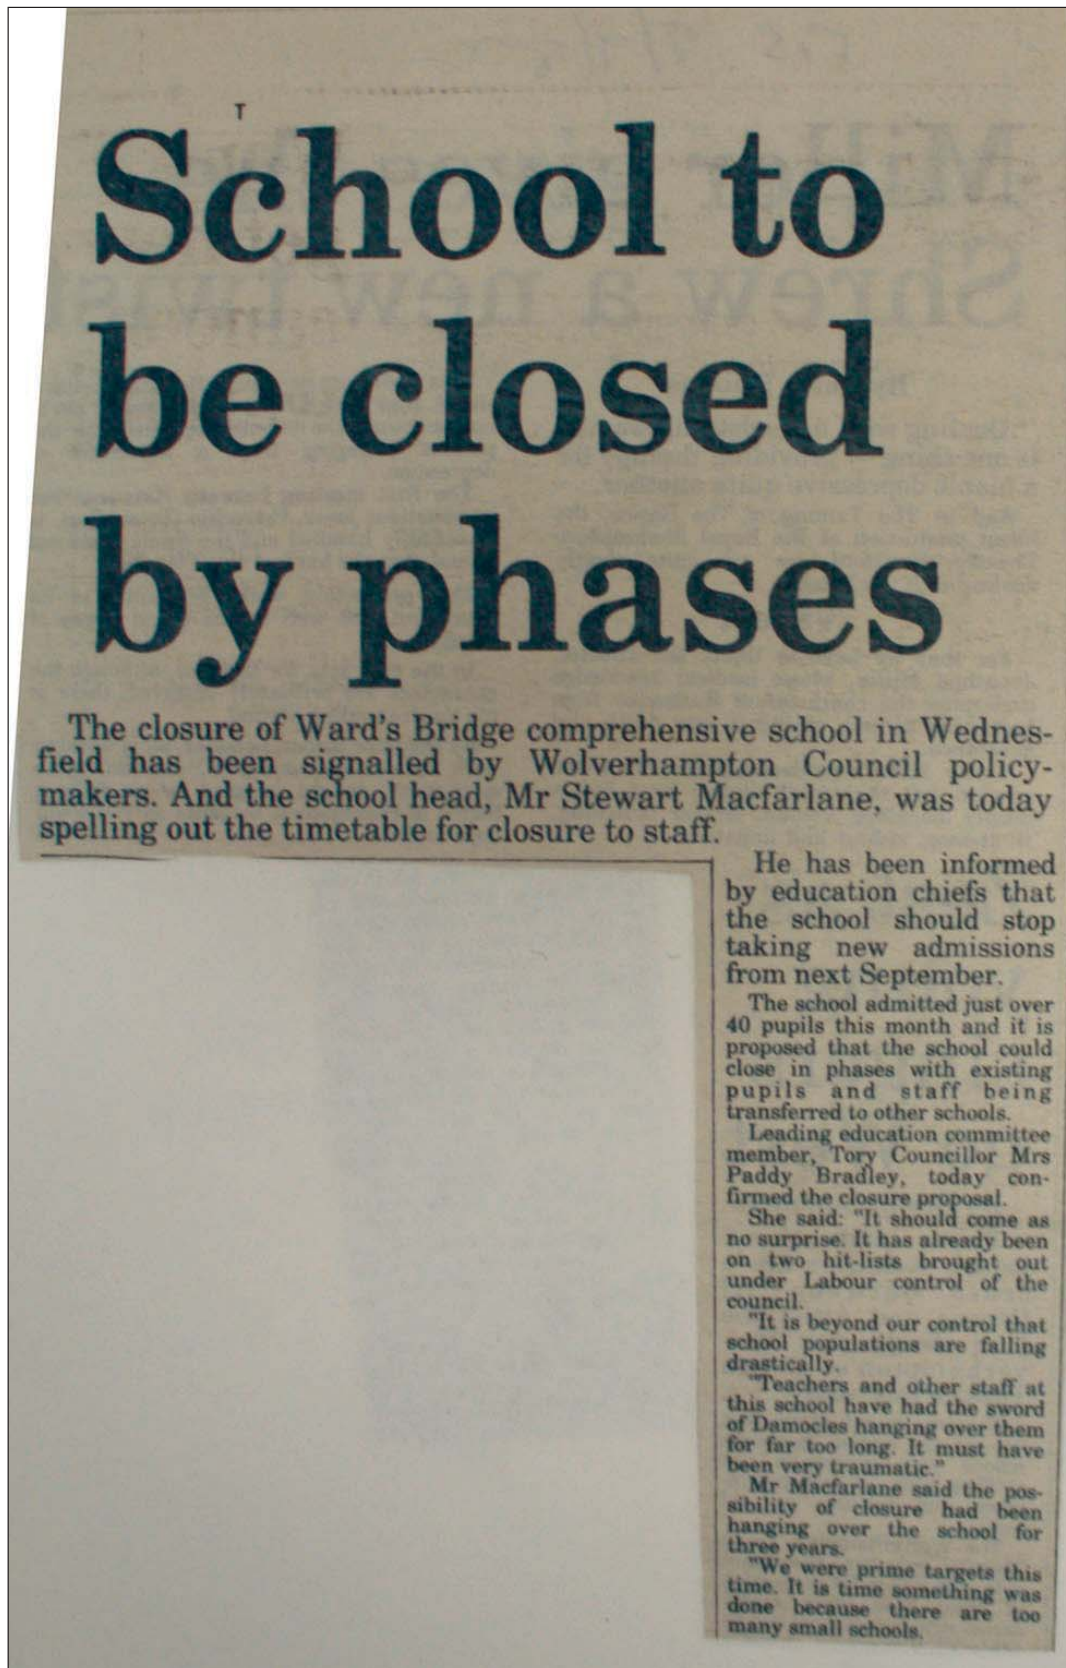 T
School to
be closed
by phases
The closure of Ward's Bridge comprehensive school in Wednes-
field has been signalled by Wolverhampton Council policy-
makers. And the school head, Mr Stewart Macfarlane, was today
spelling out the timetable for closure to staff.
He has been informed
by education chiefs that
the school should stop
taking new admissions
from next September.
The school admitted just over
40 pupils this month and it is
proposed that the school could
close in phases with existing
pupils and staff being
transferred to other schools.
Leading education committee
member, Tory Councillor Mrs
Paddy Bradley, today con-
firmed the closure proposal.
She said: "It should come as
no surprise. It has already been
on two hit-lists brought out
under Labour control of the
council.
"It is beyond our control that
school populations are falling
drastically.
"Teachers and other staff at
this school have had the sword
of Damocles hanging over them
for far too long. It must have
been very traumatic."
Mr Macfarlane said the pos-
sibility of closure had been
hanging over the school for
three years.
"We were prime targets this
time. It is time something was
done because there are too
many small schools.